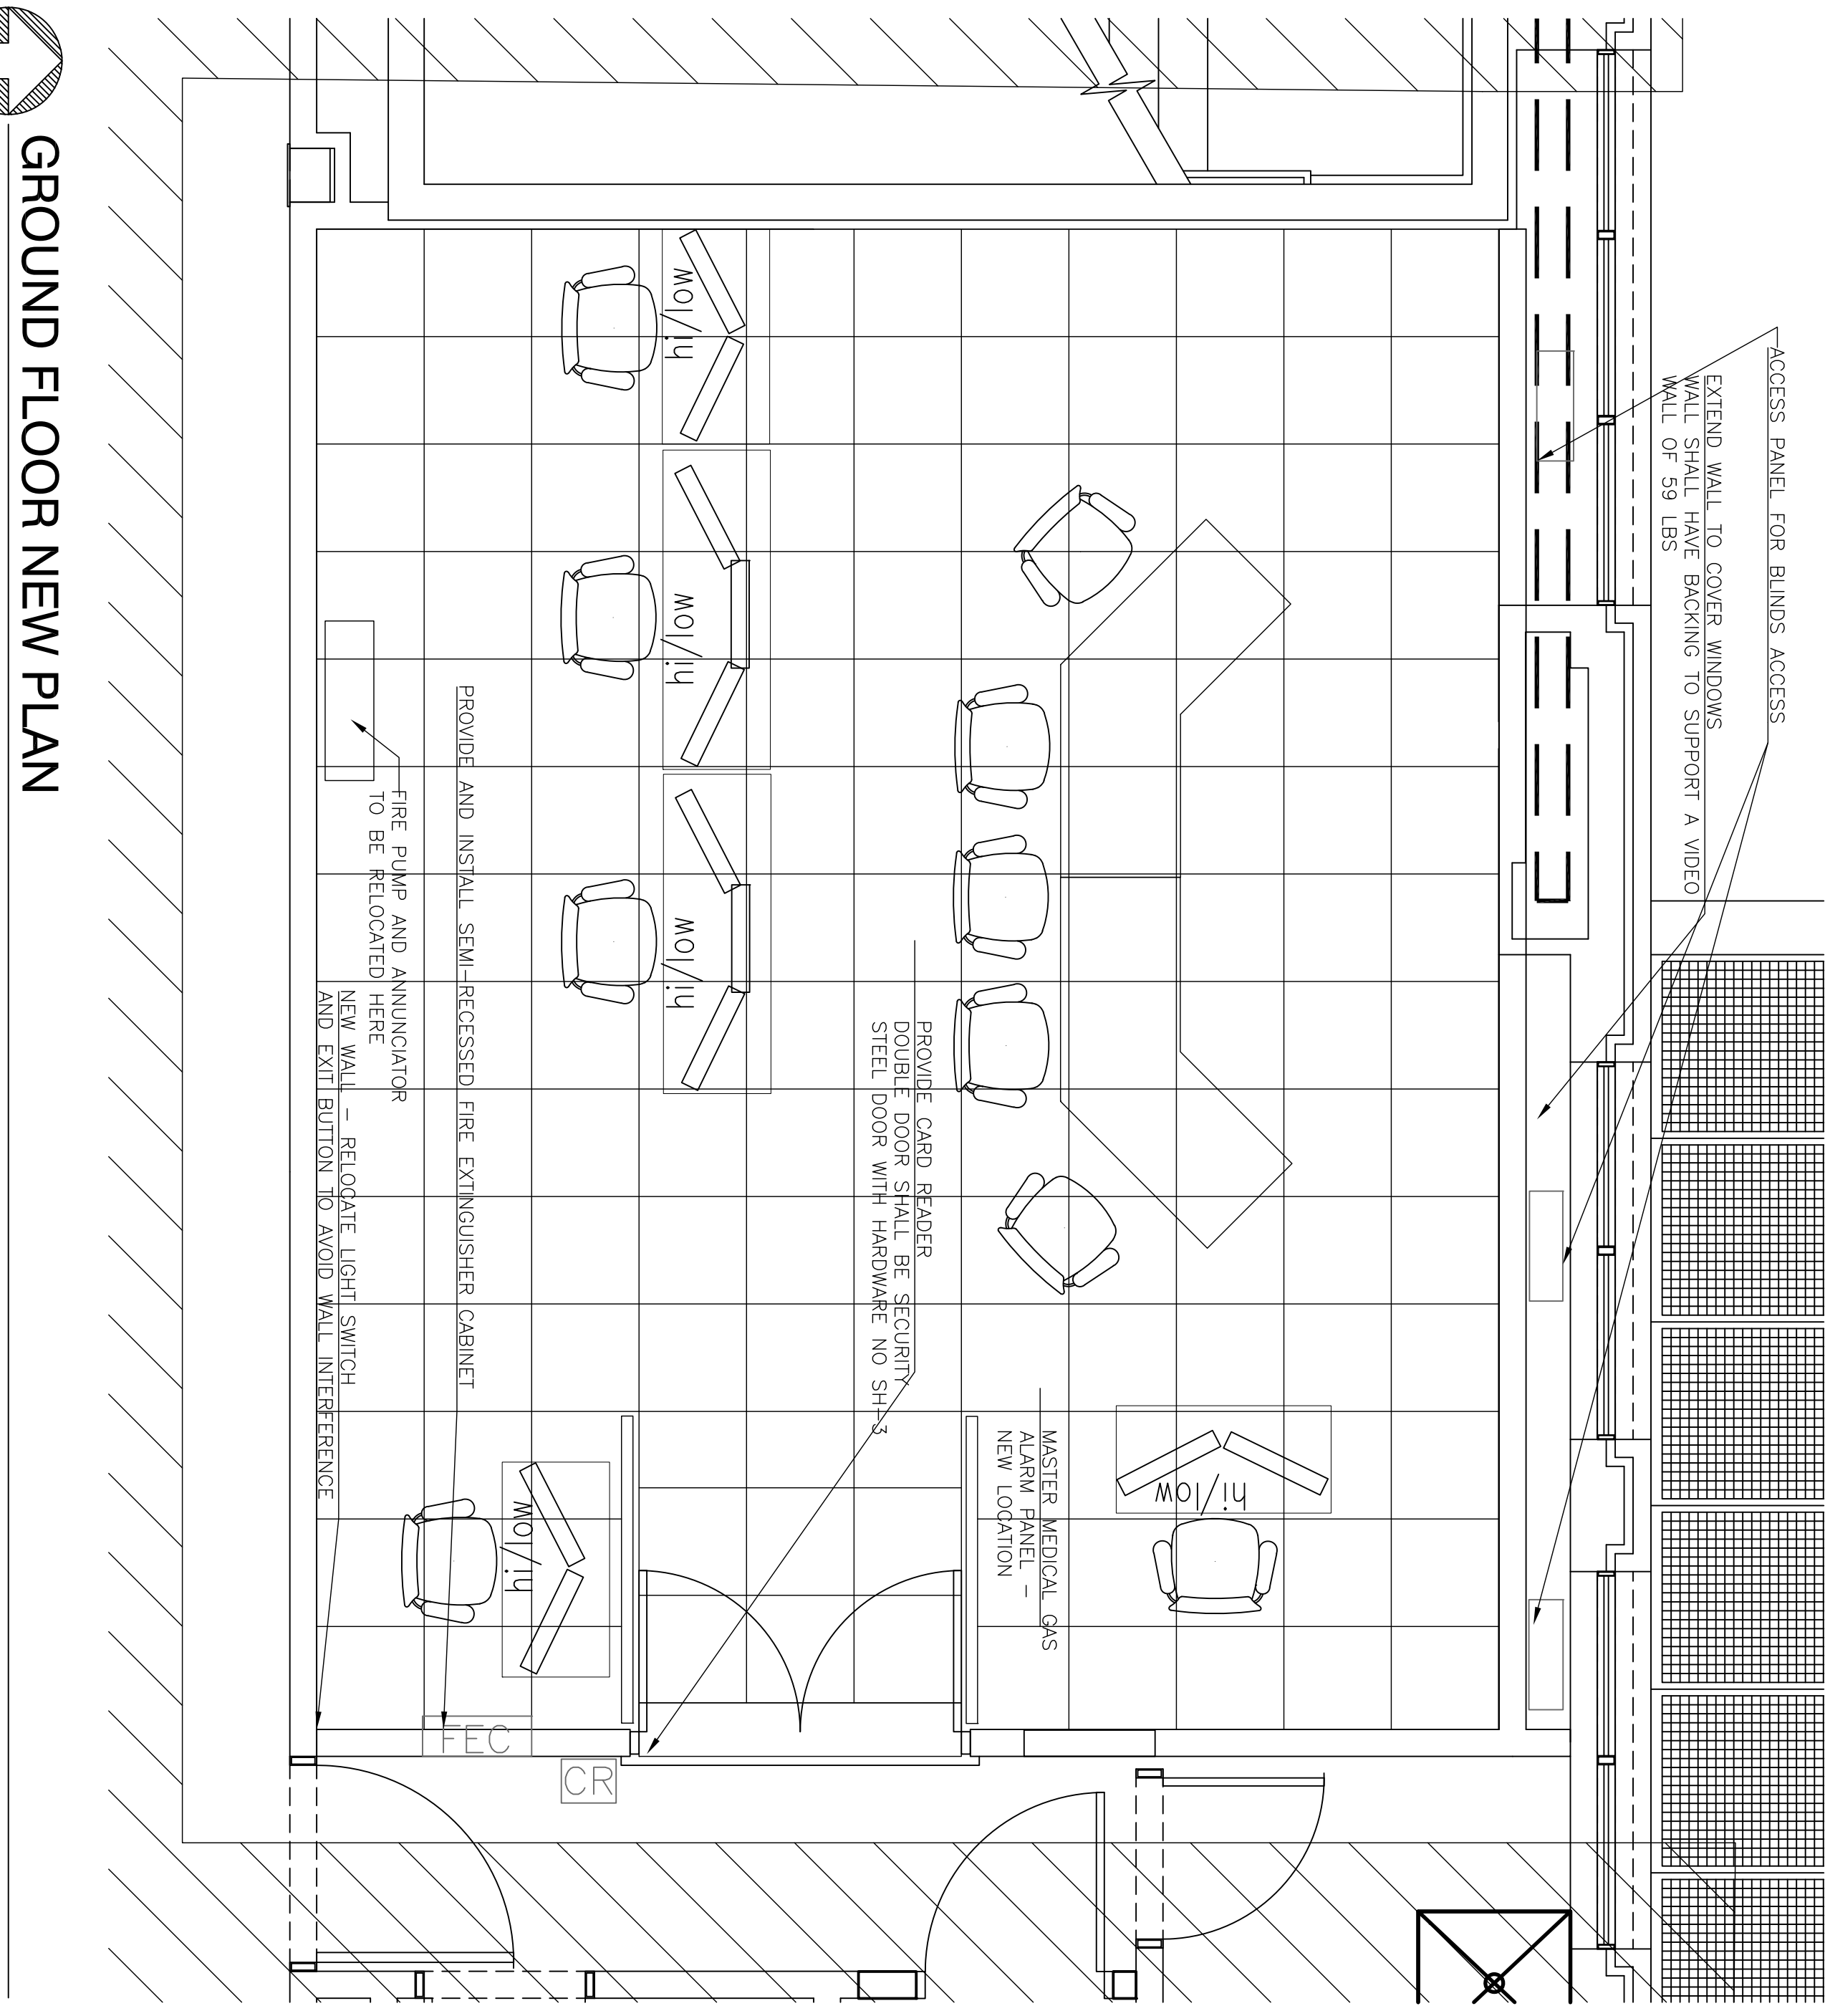 ACCESS PANEL FOR BLINDS ACCESS
EXTEND WALL TO COVER WINDOWS
WALL SHALL HAVE BACKING TO SUPPORT A VIDEO
WALL OF 59 LBS
MASTER MEDICAL GAS
ALARM PANEL –
NEW LOCATION
hi/low
PROVIDE CARD READER
DOUBLE DOOR SHALL BE SECURITY
STEEL DOOR WITH HARDWARE NO SH-3
hi/low
hi/low
hi/low
hi/low
CR
FEC
PROVIDE AND INSTALL SEMI-RECESSED FIRE EXTINGUISHER CABINET
FIRE PUMP AND ANNUNCIATOR
TO BE RELOCATED HERE
NEW WALL – RELOCATE LIGHT SWITCH
AND EXIT BUTTON TO AVOID WALL INTERFERENCE
GROUND FLOOR NEW PLAN